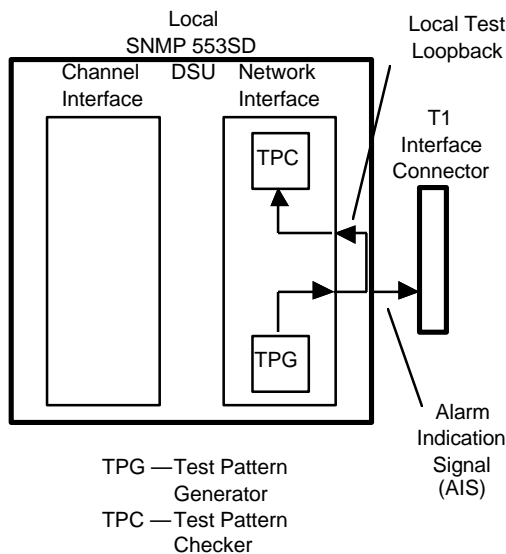 Local
SNMP 553SD
DSU
Channel
Interface
Network
Interface
Local Test
Loopback
T1
Interface
Connector
TPC
TPG
Alarm
Indication
Signal
(AIS)
TPG —Test Pattern
Generator
TPC —Test Pattern
Checker